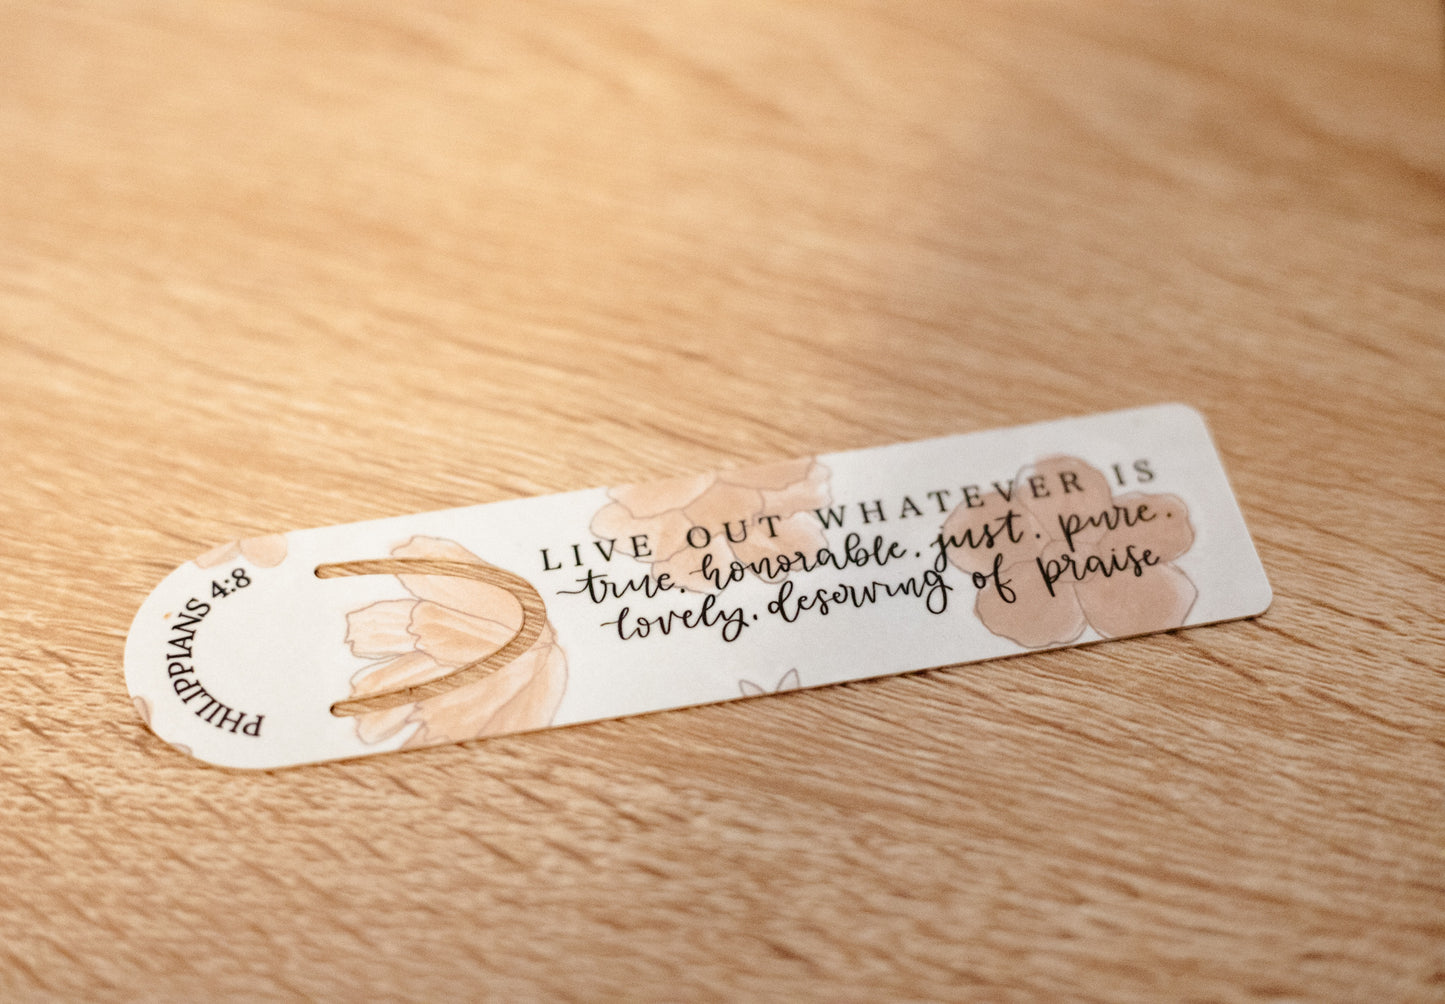 PHILIPPIANS 4:8
LIVE OUT WHATEVER IS
true, honorable, just, pure,
lovely, deserving of praise